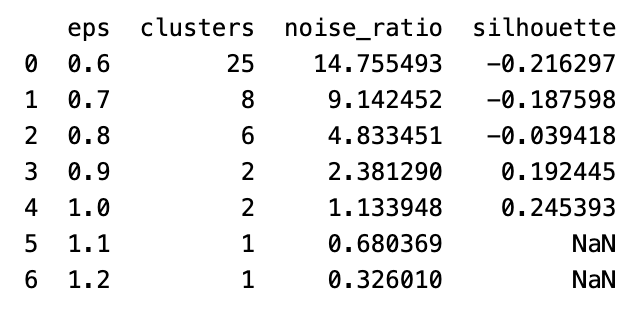 eps clusters noise_ratio silhouette
0 0.6 25 14.755493 -0.216297
1 0.7 8 9.142452 -0.187598
2 0.8 6 4.833451 -0.039418
3 0.9 2 2.381290 0.192445
4 1.0 2 1.133948 0.245393
5 1.1 1 0.680369 NaN
6 1.2 1 0.326010 NaN